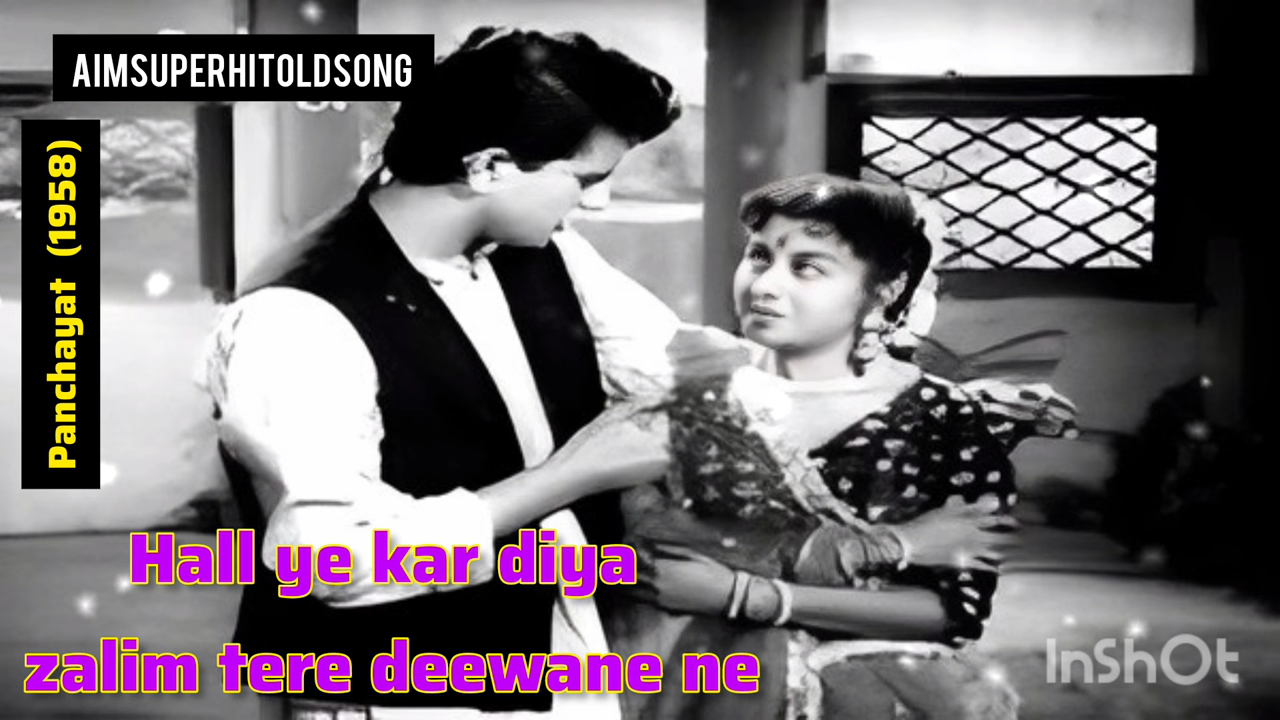 AIMSUPERHITOLDSONG
Panchayat (1958)
Hall ye kar diya
zalim tere deewane ne
InShOt